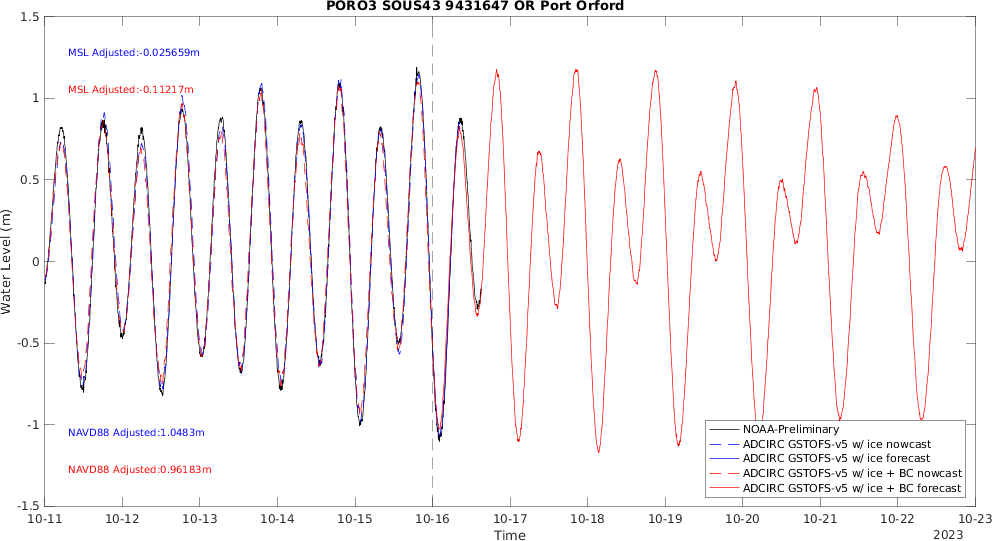 PORO3 SOUS43 9431647 OR Port Orford
1.5
1
0.5
0
-0.5
-1
-1.5
Water Level (m)
MSL Adjusted:-0.025659m
MSL Adjusted:-0.11217m
NAVD88 Adjusted:1.0483m
NAVD88 Adjusted:0.96183m
NOAA-Preliminary
ADCIRC GSTOFS-v5 w/ ice nowcast
ADCIRC GSTOFS-v5 w/ ice forecast
ADCIRC GSTOFS-v5 w/ ice + BC nowcast
ADCIRC GSTOFS-v5 w/ ice + BC forecast
10-11 10-12 10-13 10-14 10-15 10-16 10-17 10-18 10-19 10-20 10-21 10-22 10-23
Time
2023